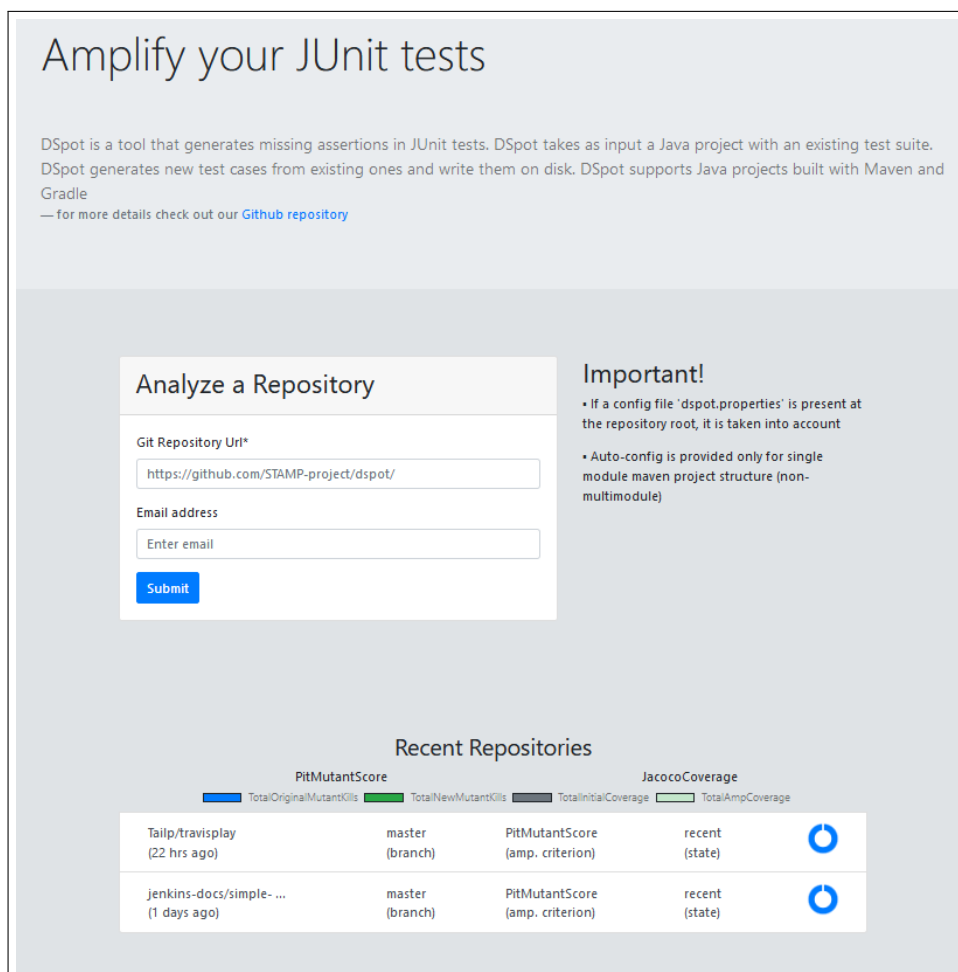 Amplify your JUnit tests
DSpot is a tool that generates missing assertions in JUnit tests. DSpot takes as input a Java project with an existing test suite.
DSpot generates new test cases from existing ones and write them on disk. DSpot supports Java projects built with Maven and
Gradle
— for more details check out our Github repository
Analyze a Repository
Git Repository Url*
https://github.com/STAMP-project/dspot/
Email address
Enter email
Submit
Important!
• If a config file 'dspot.properties' is present at
the repository root, it is taken into account
• Auto-config is provided only for single
module maven project structure (non-
multimodule)
Recent Repositories
PitMutantScore JacocoCoverage
TotalOriginalMutantKills TotalNewMutantKills TotalInitialCoverage TotalAmpCoverage
Tailp/travisplay master PitMutantScore recent
(22 hrs ago) (branch) (amp. criterion) (state)
jenkins-docs/simple- ... master PitMutantScore recent
(1 days ago) (branch) (amp. criterion) (state)